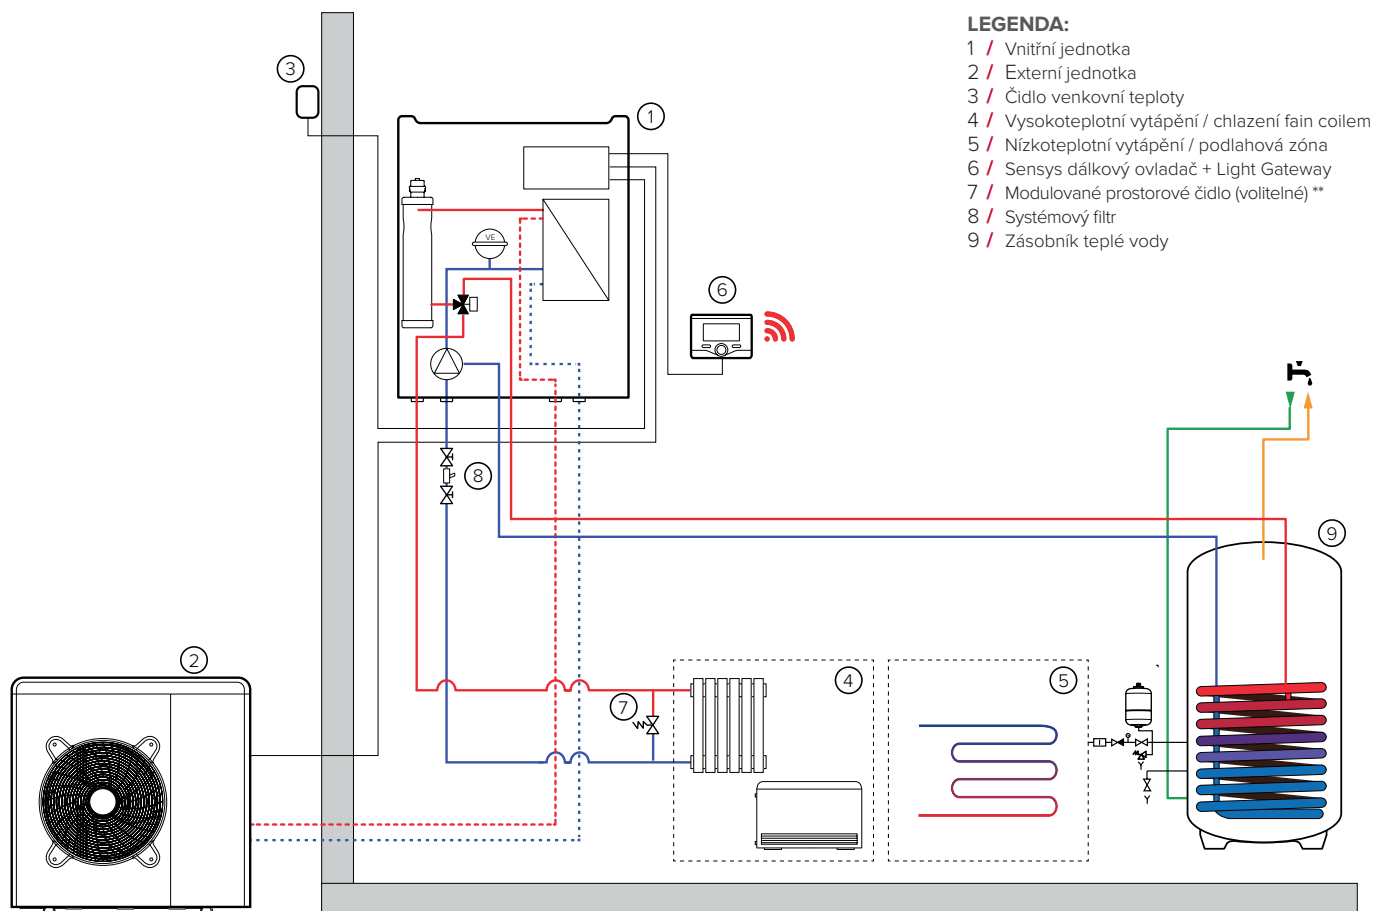 LEGENDA:
1 / Vnitřní jednotka
2 / Externí jednotka
3 / Čidlo venkovní teploty
4 / Vysokoteplotní vytápění / chlazení fain coilem
5 / Nízkoteplotní vytápění / podlahová zóna
6 / Sensys dálkový ovladač + Light Gateway
7 / Modulované prostorové čidlo (volitelné) **
8 / Systémový filtr
9 / Zásobník teplé vody
3
1
VE
6
8
9
2
7
4
5